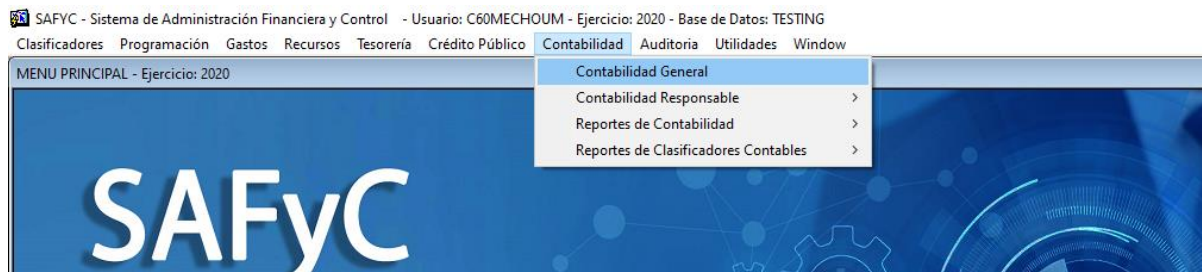 SAFYC - Sistema de Administración Financiera y Control - Usuario: C60MECHOUM - Ejercicio: 2020 - Base de Datos: TESTING
Clasificadores Programación Gastos Recursos Tesorería Crédito Público Contabilidad Auditoria Utilidades Window
MENU PRINCIPAL - Ejercicio: 2020
Contabilidad General
Contabilidad Responsable >
Reportes de Contabilidad >
Reportes de Clasificadores Contables >
SAFyC